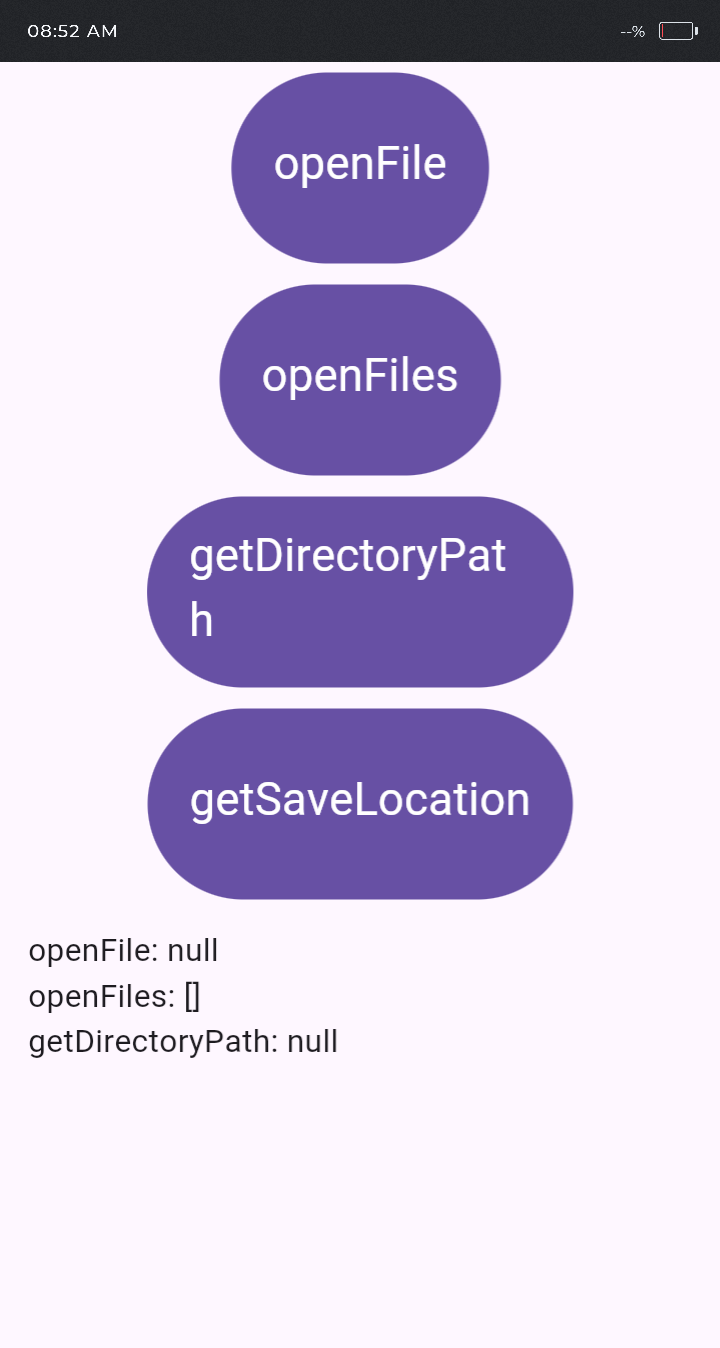 08:52 AM
--%
openFile
openFiles
getDirectoryPat
h
getSaveLocation
openFile: null
openFiles: []
getDirectoryPath: null